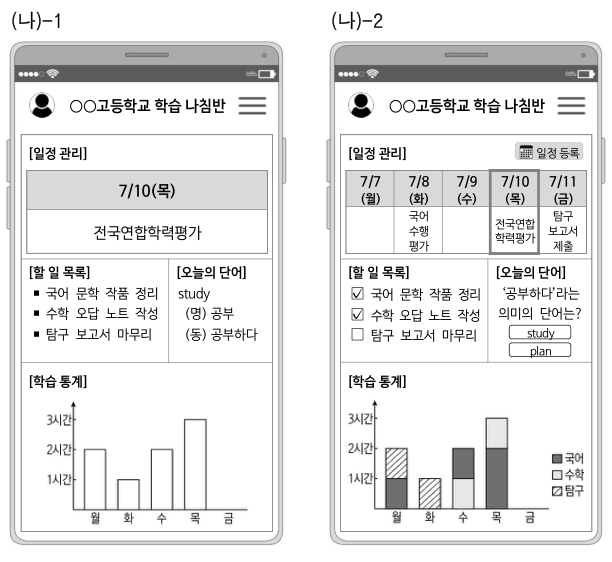 (나)-1
○○고등학교 학습 나침반
[일정 관리]
7/10(목)
전국연합학력평가
[할 일 목록]
▪ 국어 문학 작품 정리
▪ 수학 오답 노트 작성
▪ 탐구 보고서 마무리
[오늘의 단어]
study
(명) 공부
(동) 공부하다
[학습 통계]
3시간
2시간
1시간
월 화 수 목 금
(나)-2
○○고등학교 학습 나침반
[일정 관리]
일정 등록
7/7 (월)
7/8 (화)
7/9 (수)
7/10 (목)
7/11 (금)
국어
수행
평가
전국연합
학력평가
탐구
보고서
제출
[할 일 목록]
☑ 국어 문학 작품 정리
☑ 수학 오답 노트 작성
☐ 탐구 보고서 마무리
[오늘의 단어]
‘공부하다’라는
의미의 단어는?
study
plan
[학습 통계]
3시간
2시간
1시간
월 화 수 목 금
국어
수학
탐구